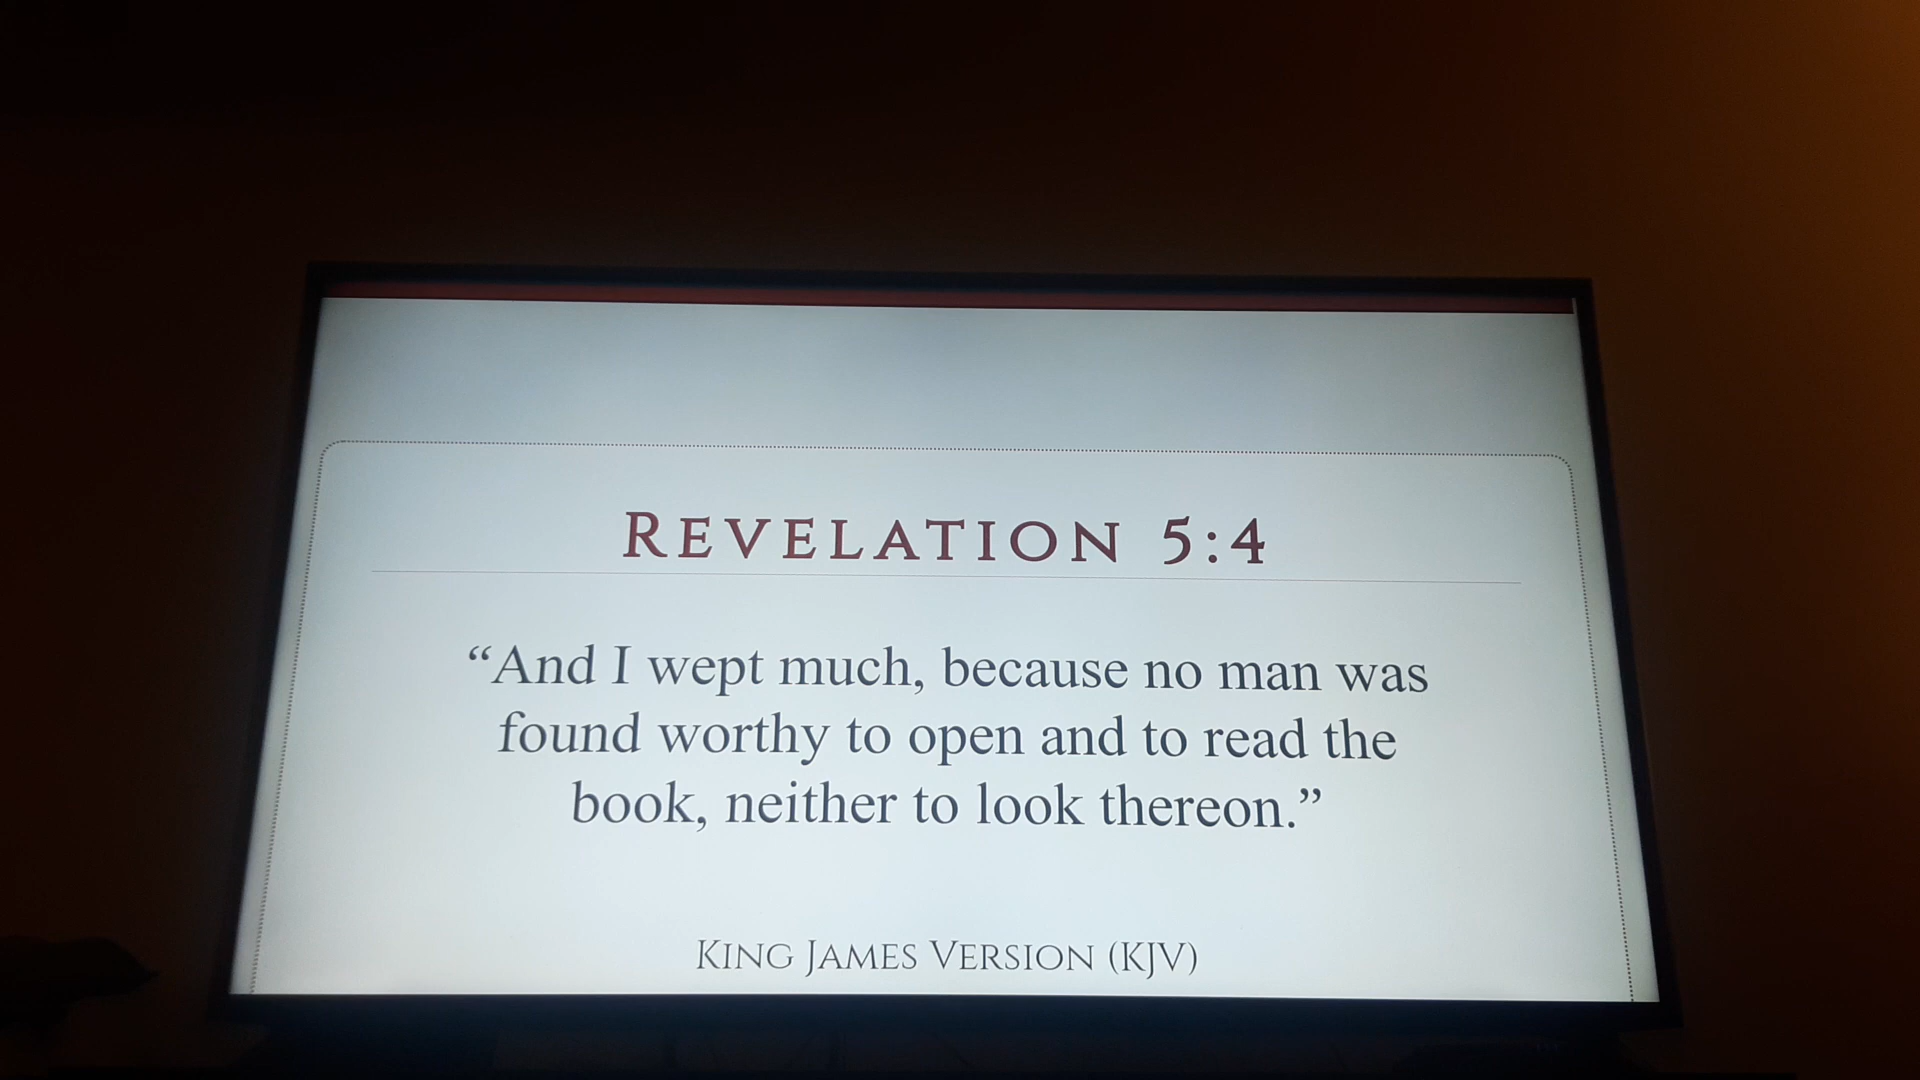 REVELATION 5:4
“And I wept much, because no man was
found worthy to open and to read the
book, neither to look thereon.”
KING JAMES VERSION (KJV)